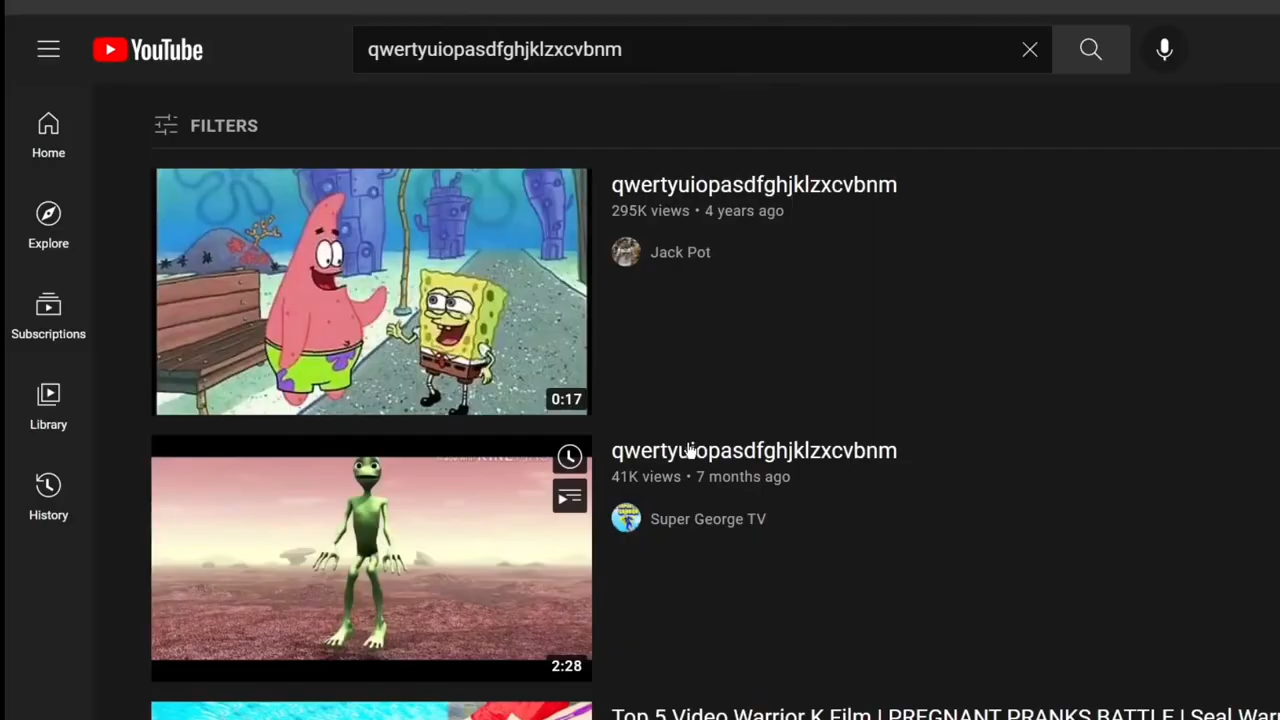 YouTube
qwertyuiopasdfghjklzxcvbnm
FILTERS
Home
Explore
Subscriptions
Library
History
0:17
qwertyuiopasdfghjklzxcvbnm
295K views • 4 years ago
Jack Pot
2:28
qwertyuiopasdfghjklzxcvbnm
41K views • 7 months ago
Super George TV
Top 5 Video Warrior K Film | PREGNANT PRANKS BATTLE | Seal War